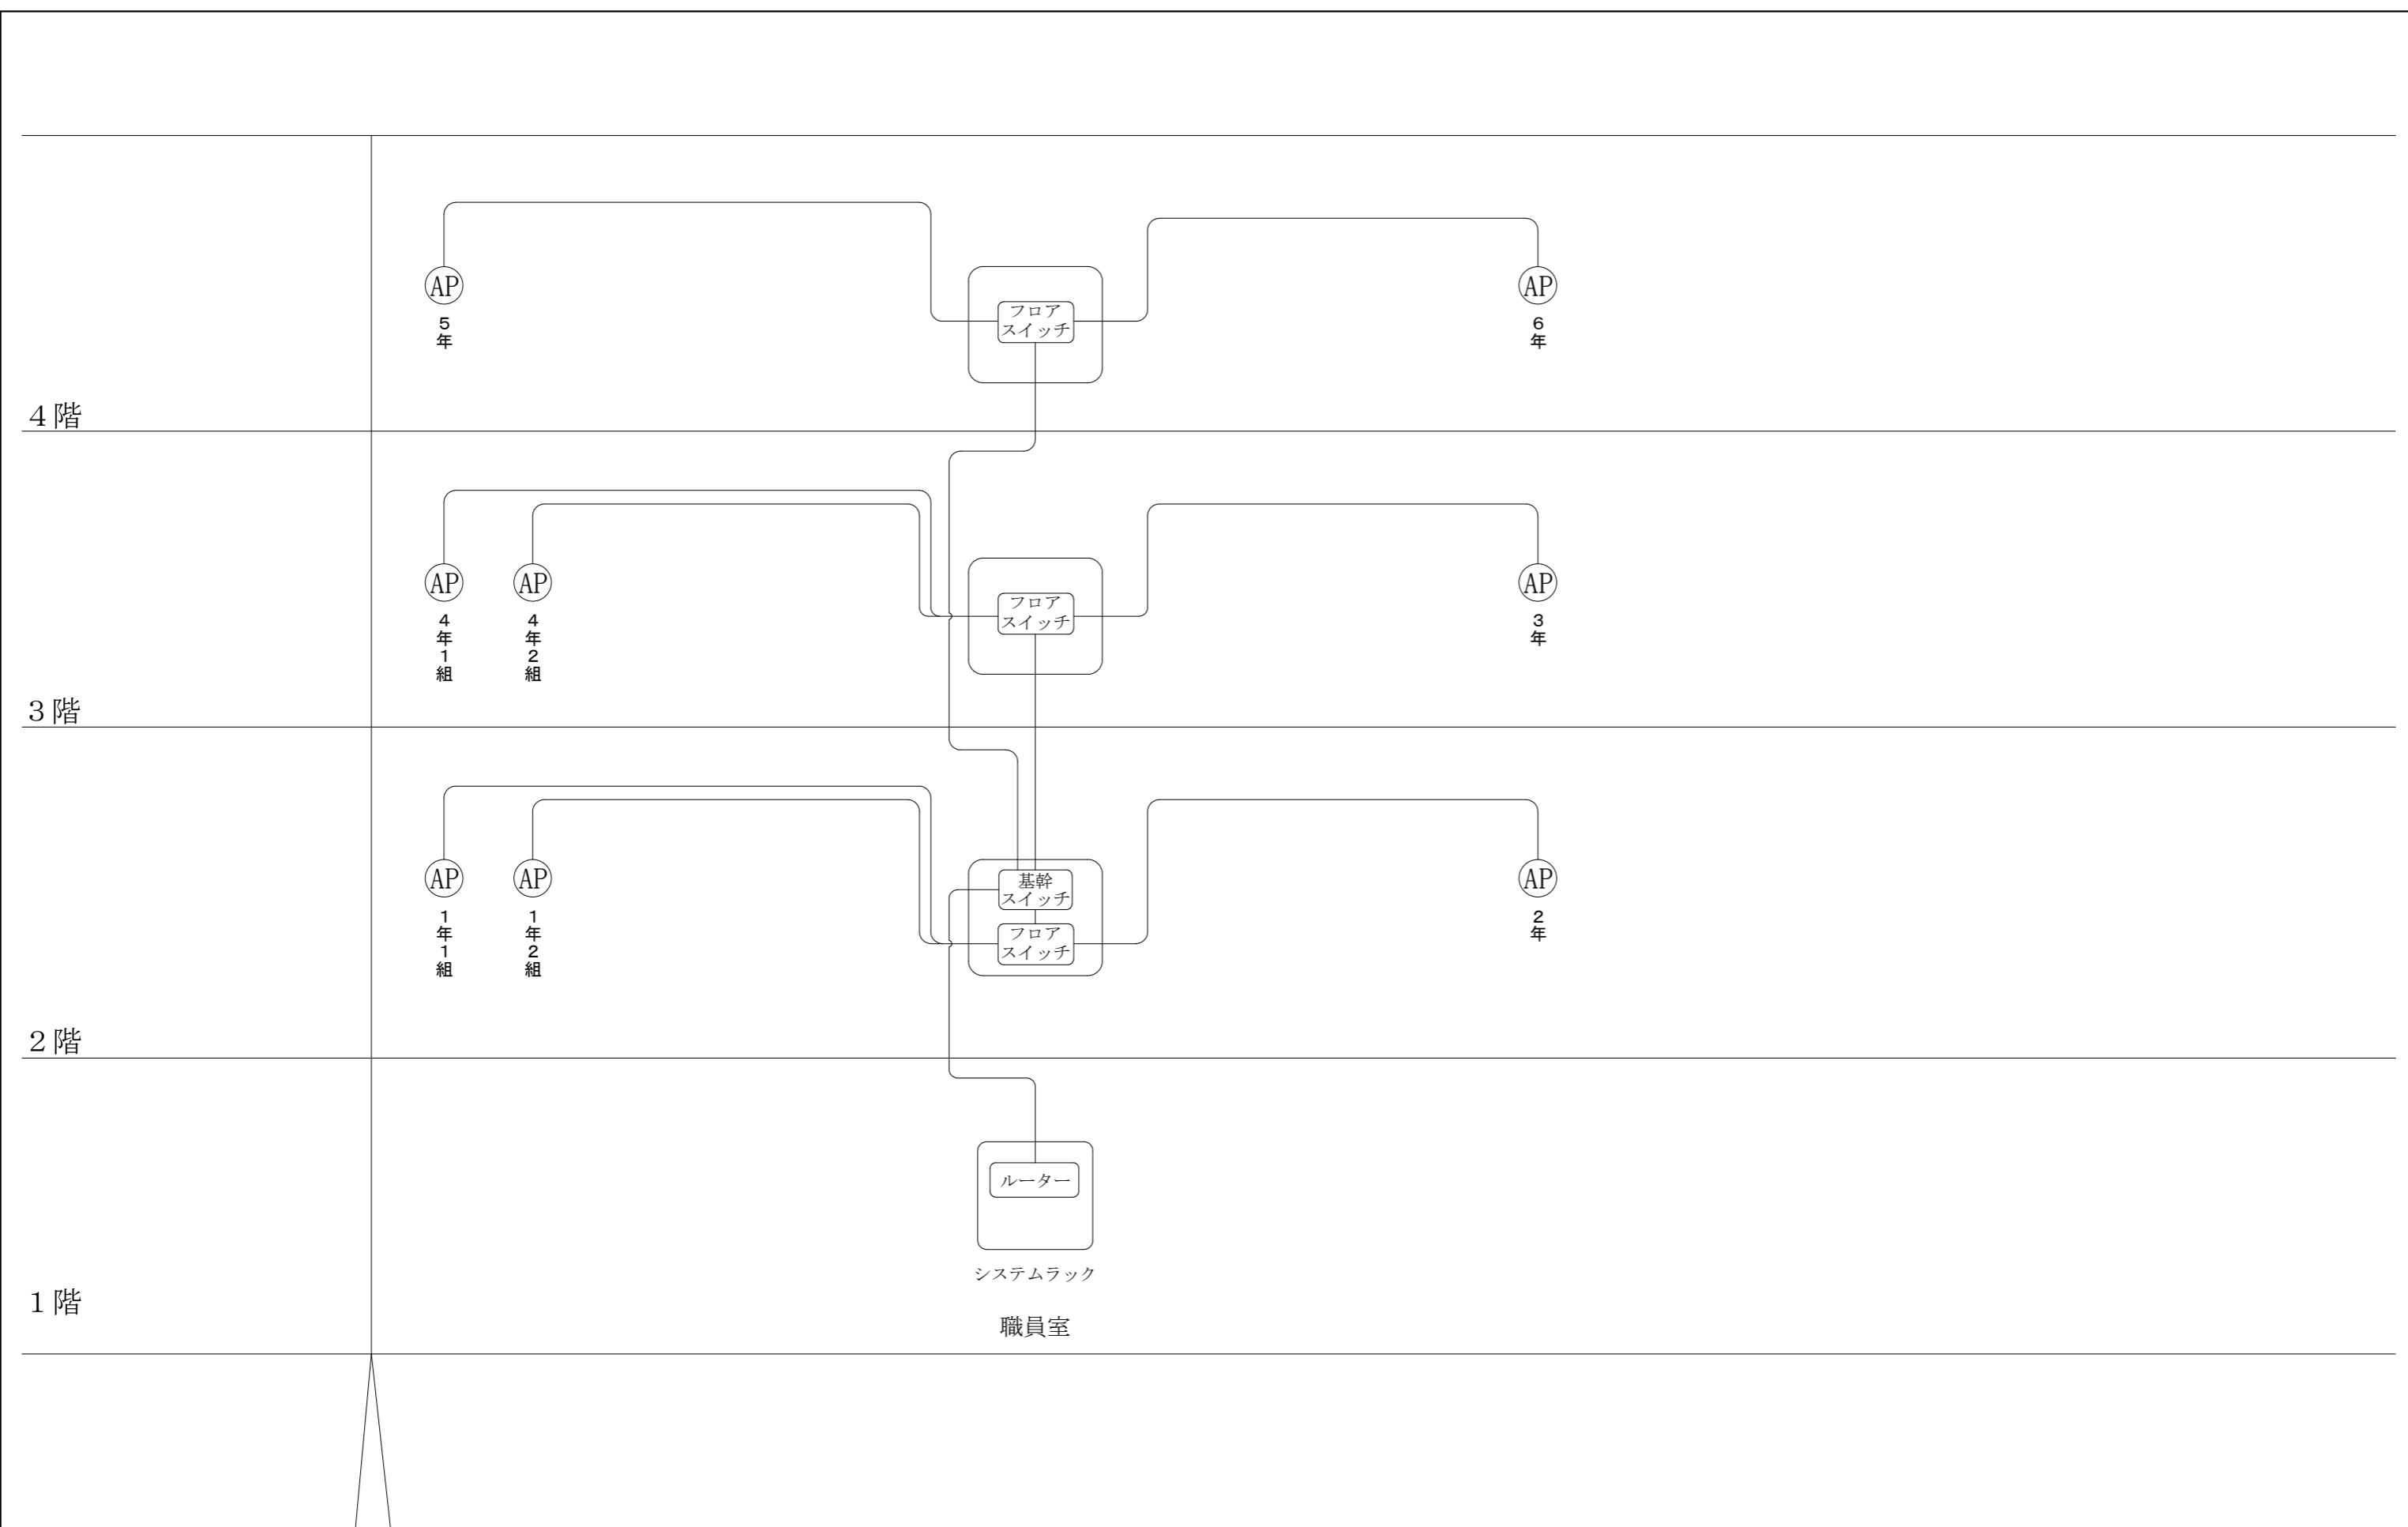 AP
5年
フロア
スイッチ
AP
6年
4階
AP
4年1組
AP
4年2組
フロア
スイッチ
AP
3年
3階
AP
1年1組
AP
1年2組
基幹
スイッチ
フロア
スイッチ
AP
2年
2階
ルーター
システムラック
1階
職員室